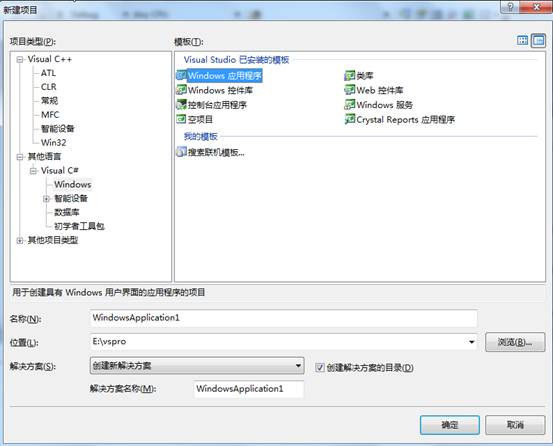 新建项目
项目类型(P):
模板(T):
Visual C++
ATL
CLR
常规
MFC
智能设备
Win32
其他语言
Visual C#
Windows
智能设备
数据库
初学者工具包
其他项目类型
Visual Studio 已安装的模板
Windows 应用程序 类库
Windows 控件库 Web 控件库
控制台应用程序 Windows 服务
空项目 Crystal Reports 应用程序
我的模板
搜索联机模板...
用于创建具有 Windows 用户界面的应用程序的项目
名称(N): WindowsApplication1
位置(L): E:\vspro 浏览(B)...
解决方案(S): 创建新解决方案 创建解决方案的目录(D)
解决方案名称(M): WindowsApplication1
确定 取消